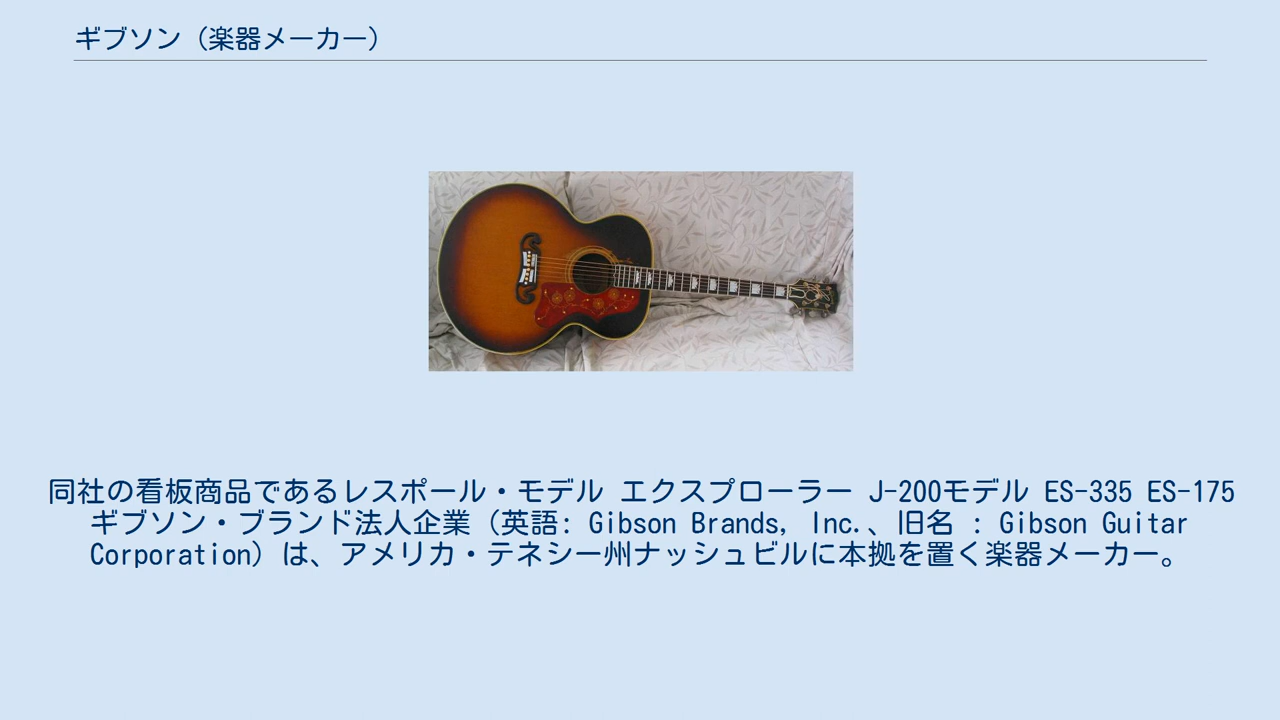 ギブソン（楽器メーカー）
同社の看板商品であるレスポール・モデル エクスプローラー J-200モデル ES-335 ES-175
ギブソン・ブランド法人企業（英語: Gibson Brands, Inc.、旧名 : Gibson Guitar
Corporation）は、アメリカ・テネシー州ナッシュビルに本拠を置く楽器メーカー。